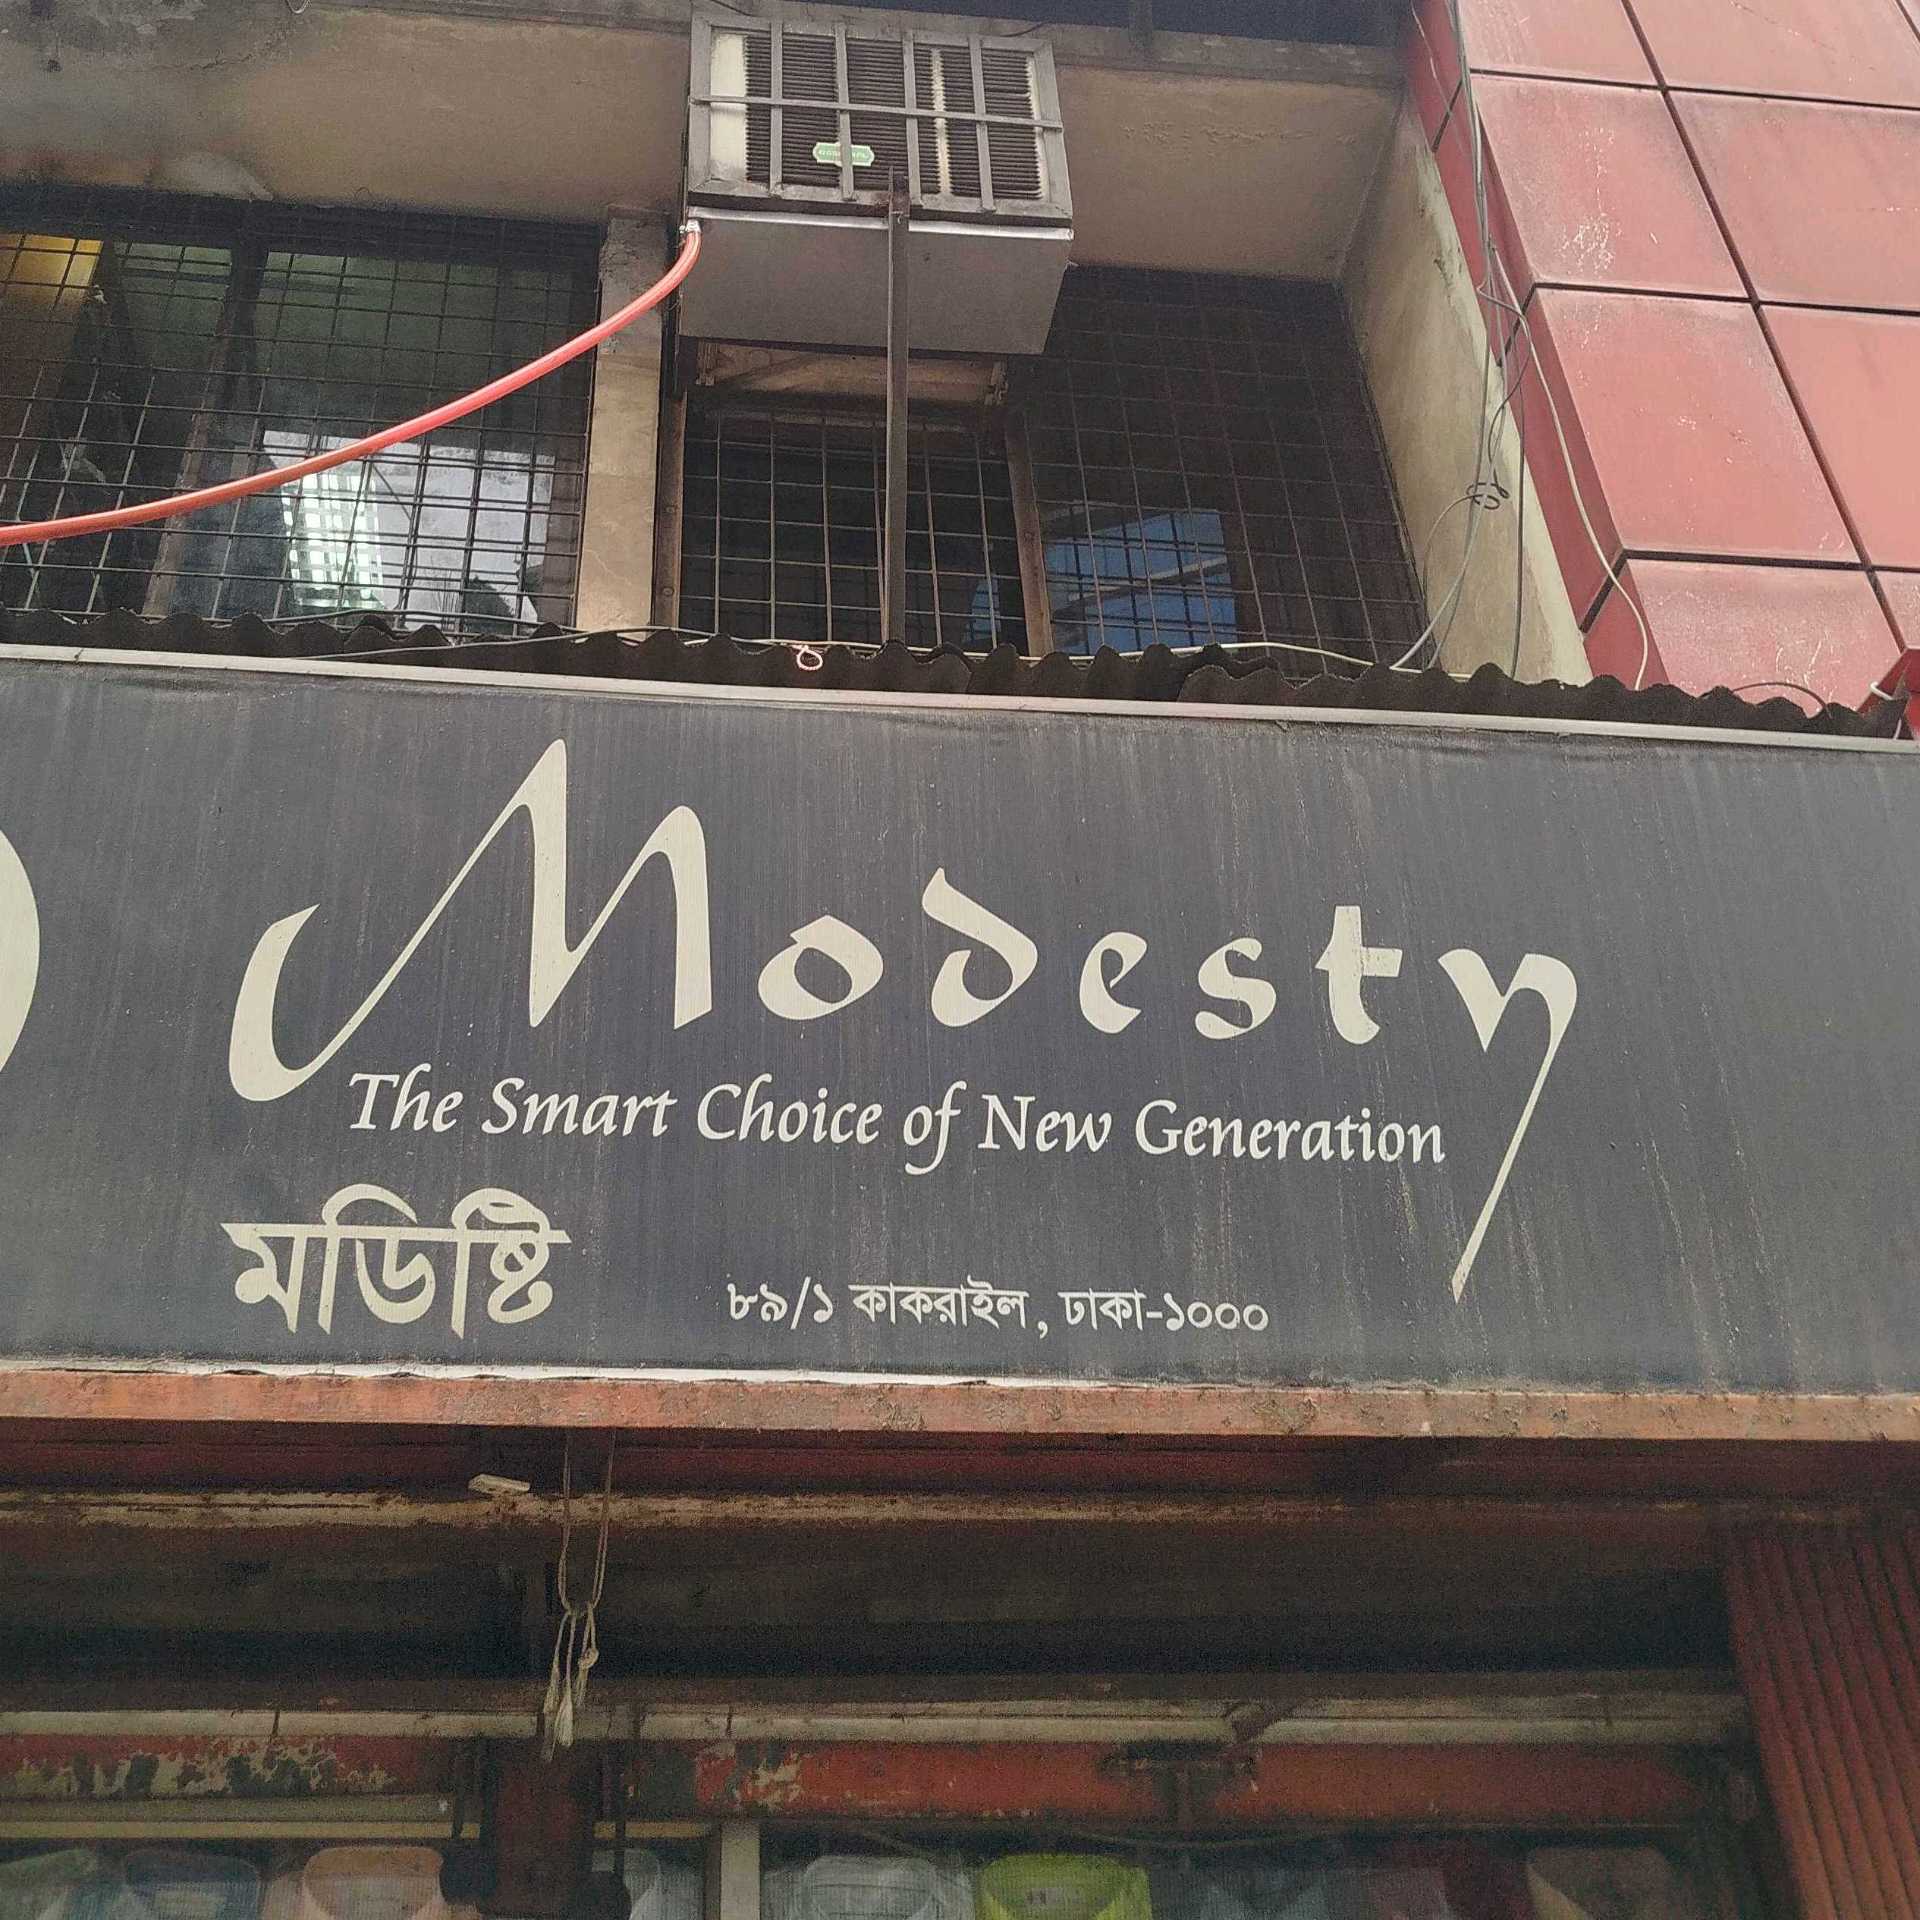 Modesty
The Smart Choice of New Generation
মডিষ্টি
৮৯/১ কাকরাইল, ঢাকা-১০০০